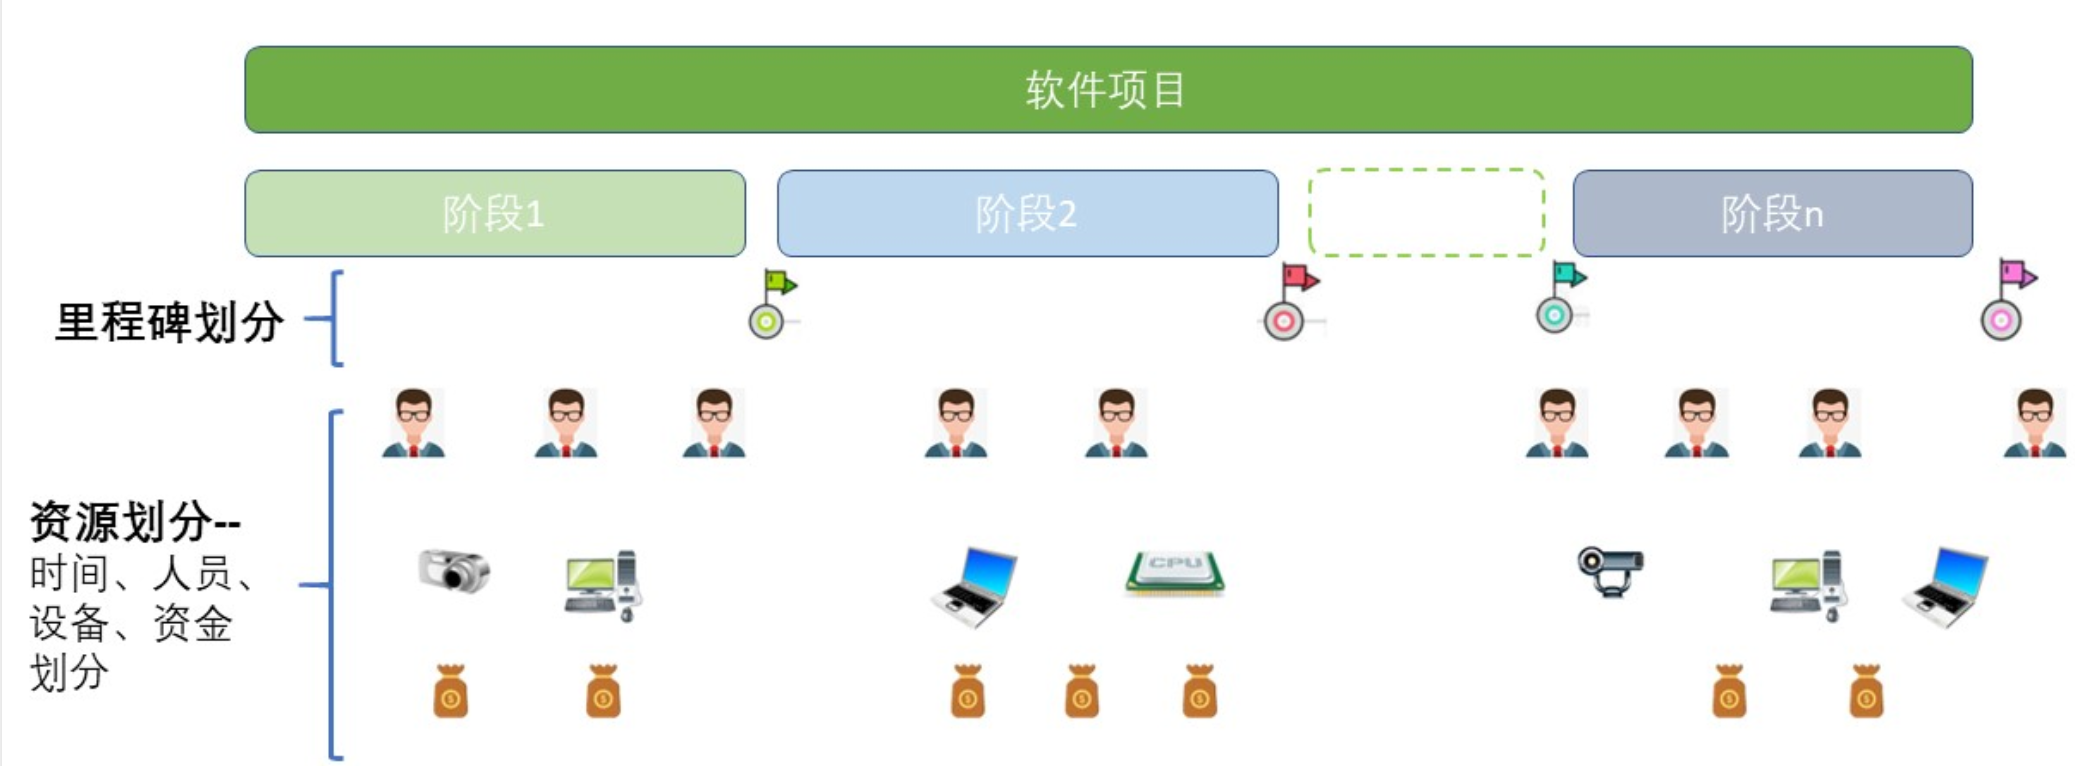 软件项目
阶段1
阶段2
阶段n
里程碑划分
资源划分--
时间、人员、
设备、资金
划分
CPU